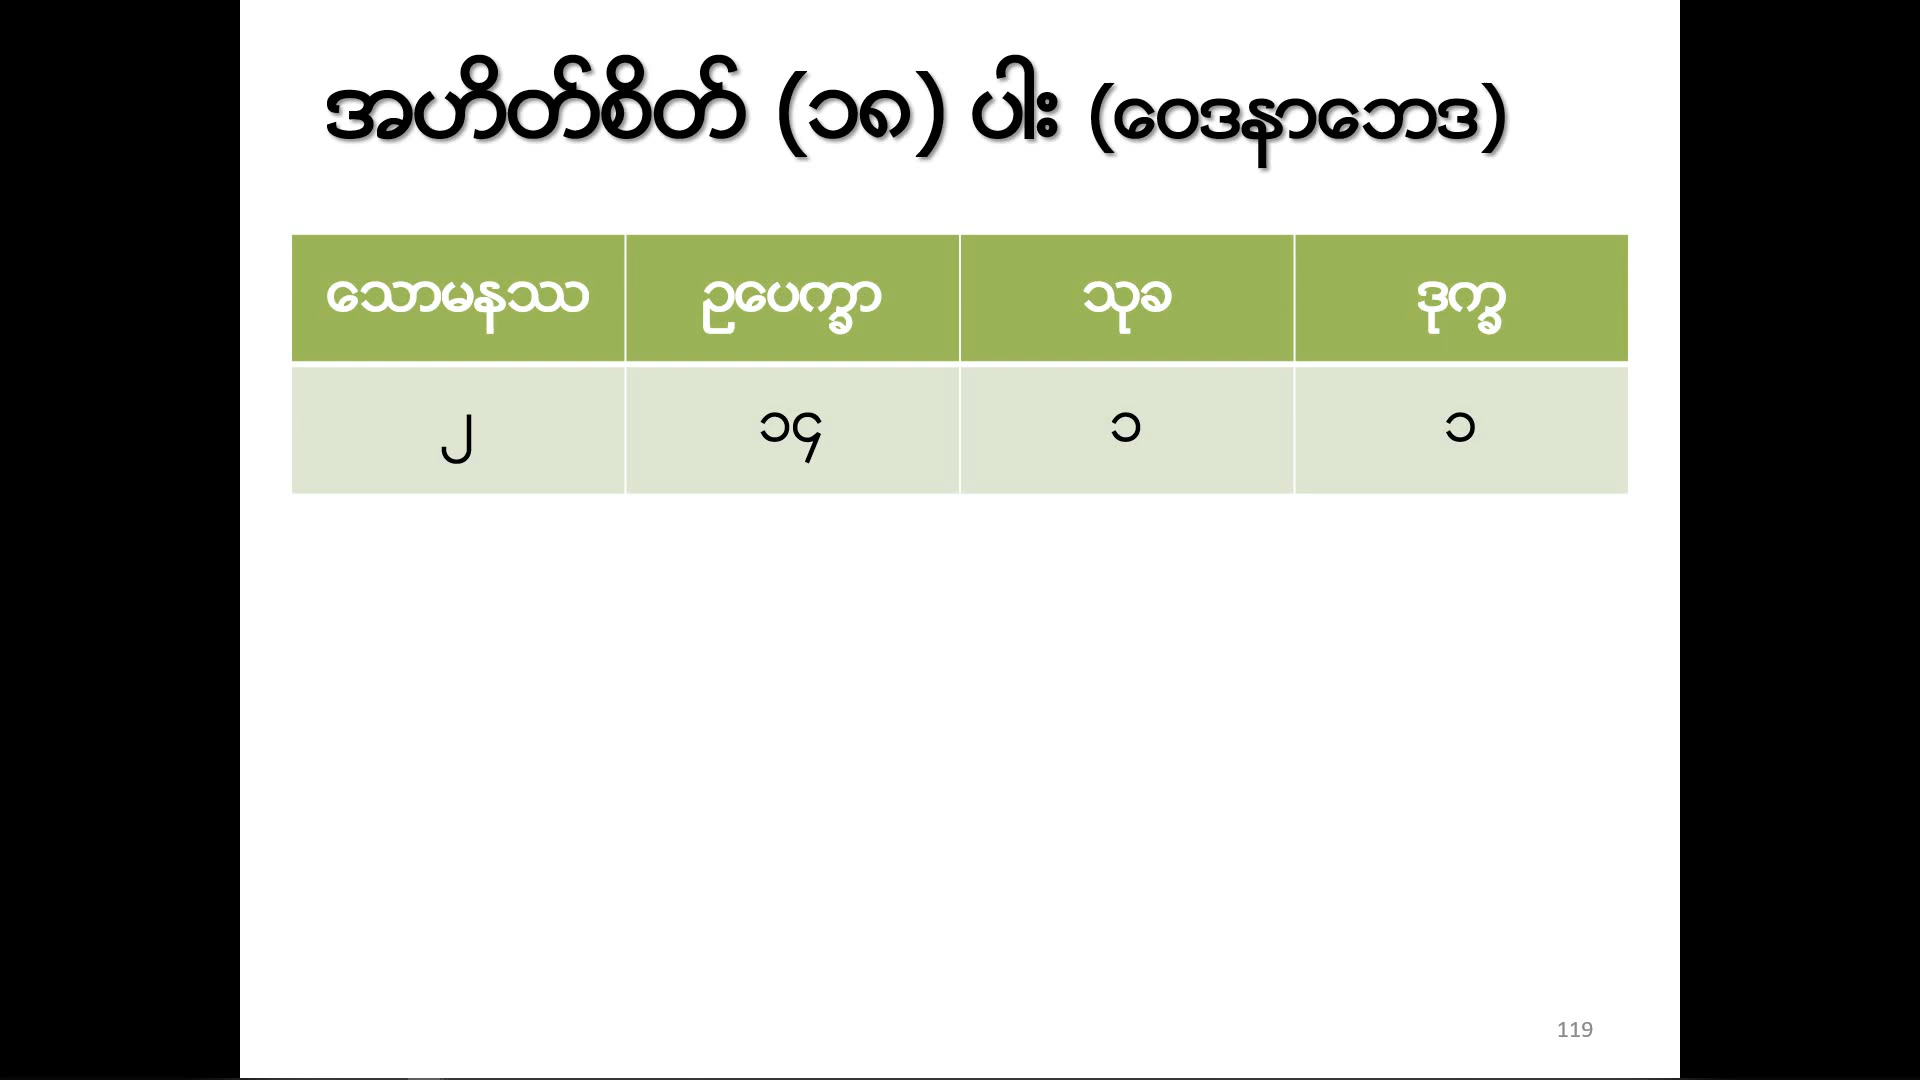 အဟိတ်စိတ် (၁၈) ပါး (ဝေဒနာဘေဒ)
သောမနဿ ဥပေက္ခာ သုခ ဒုက္ခ
၂ ၁၄ ၁ ၁
119